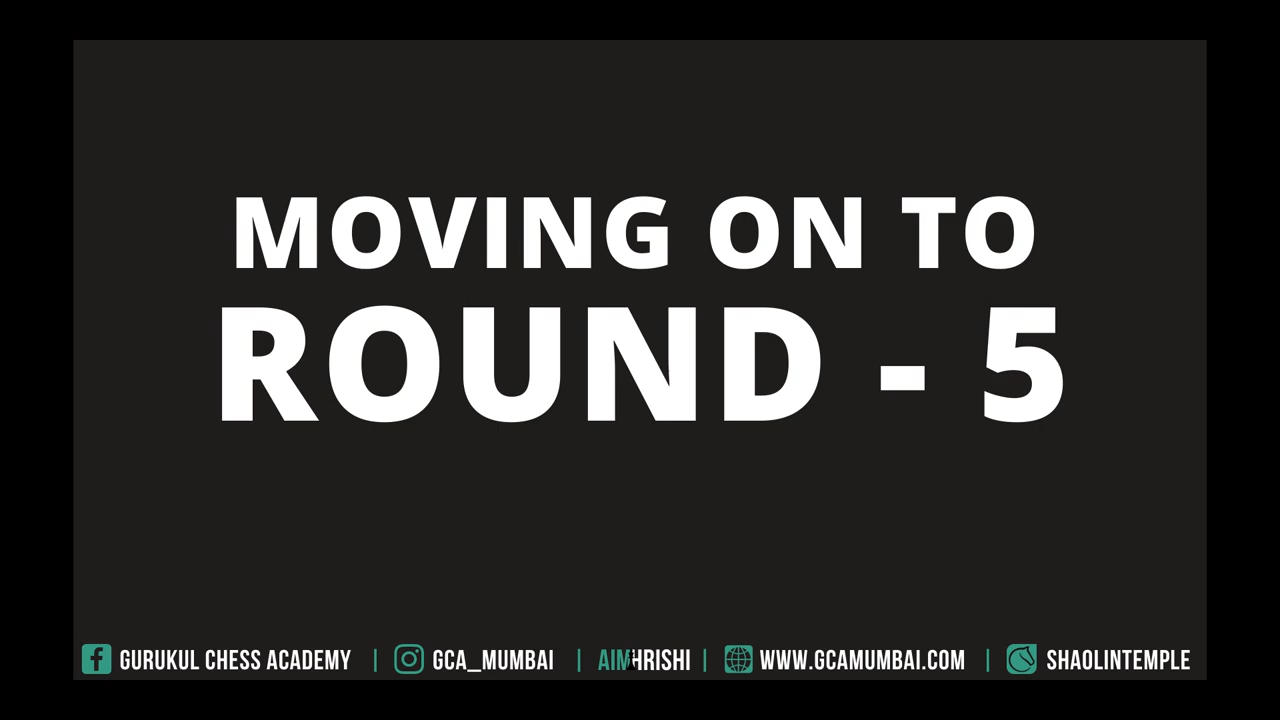 MOVING ON TO
ROUND - 5
GURUKUL CHESS ACADEMY | GCA_MUMBAI | AIMHRISHI | WWW.GCAMUMBAI.COM | SHAOLINTEMPLE